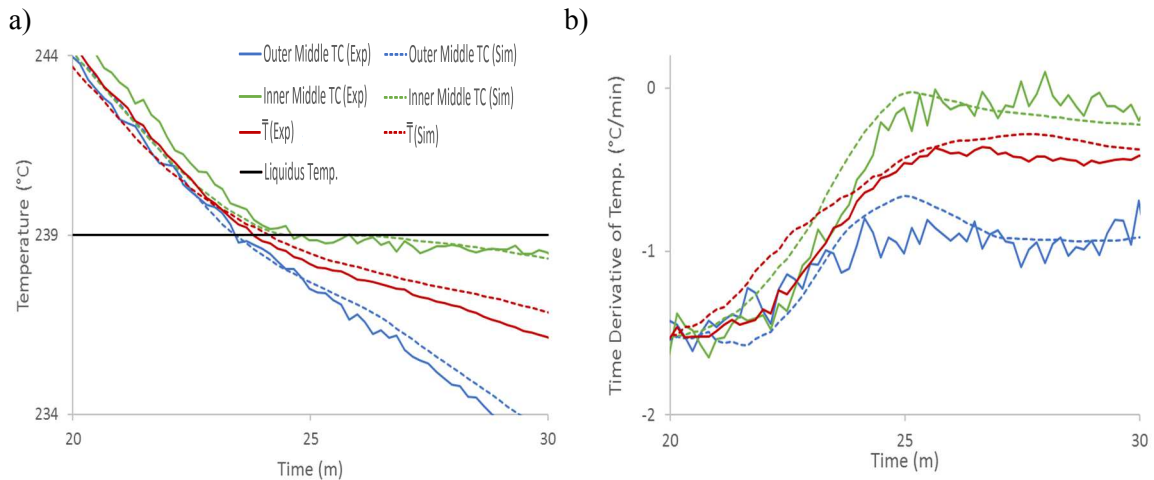 a)
244
239
234
20
25
30
Temperature (°C)
Time (m)
Outer Middle TC (Exp)
Outer Middle TC (Sim)
Inner Middle TC (Exp)
Inner Middle TC (Sim)
T̅ (Exp)
T̅ (Sim)
Liquidus Temp.
b)
0
-1
-2
20
25
30
Time Derivative of Temp. (°C/min)
Time (m)